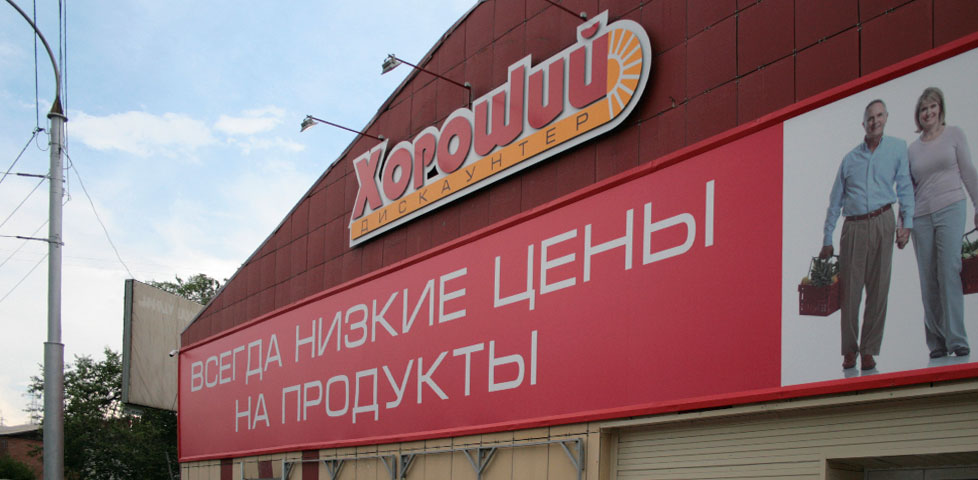 Хороший
ДИСКАУНТЕР
ВСЕГДА НИЗКИЕ ЦЕНЫ
НА ПРОДУКТЫ